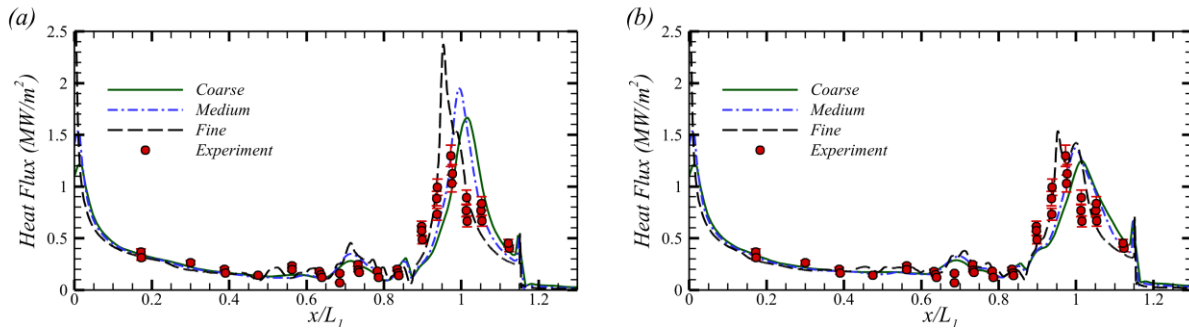 (a)
2.5
2
1.5
1
0.5
0
Heat Flux (MW/m²)
Coarse
Medium
Fine
Experiment
0 0.2 0.4 0.6 0.8 1 1.2
x/L₁
(b)
2.5
2
1.5
1
0.5
0
Heat Flux (MW/m²)
Coarse
Medium
Fine
Experiment
0 0.2 0.4 0.6 0.8 1 1.2
x/L₁